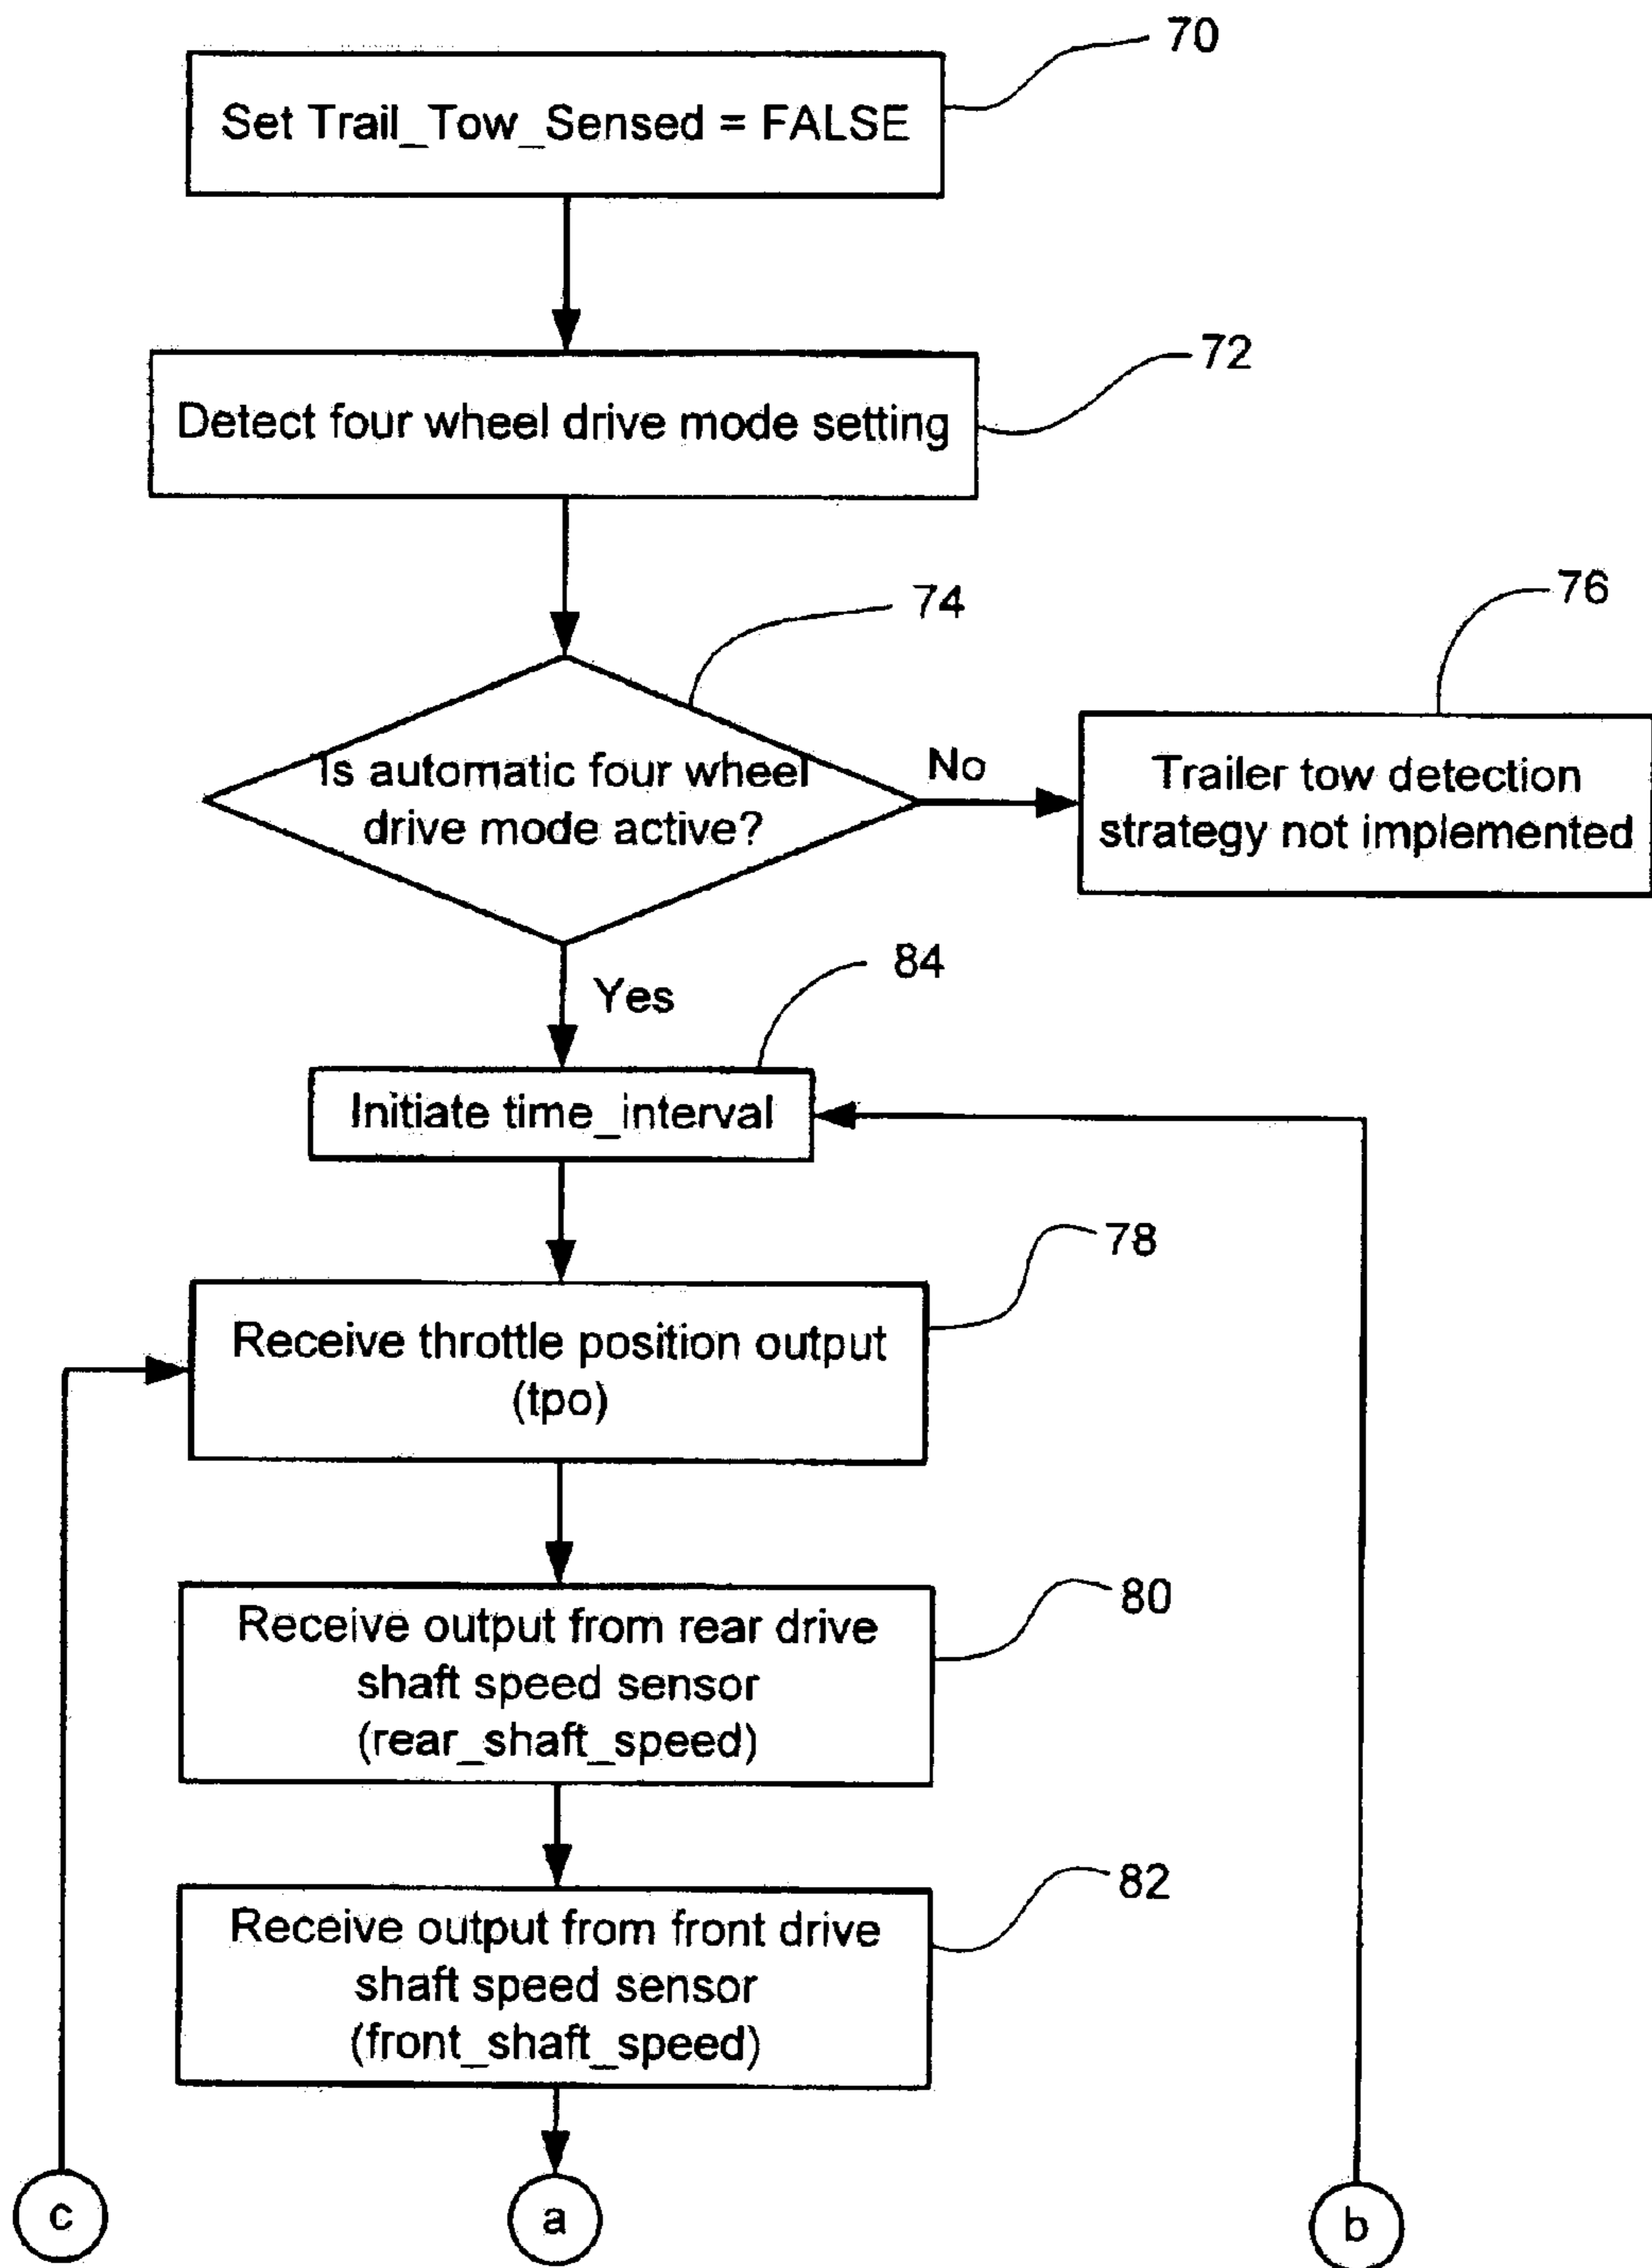 70
Set Trail_Tow_Sensed = FALSE
72
Detect four wheel drive mode setting
74
76
Is automatic four wheel
drive mode active?
No
Trailer tow detection
strategy not implemented
84
Yes
Initiate time_interval
78
Receive throttle position output
(tpo)
80
Receive output from rear drive
shaft speed sensor
(rear_shaft_speed)
82
Receive output from front drive
shaft speed sensor
(front_shaft_speed)
c
a
b